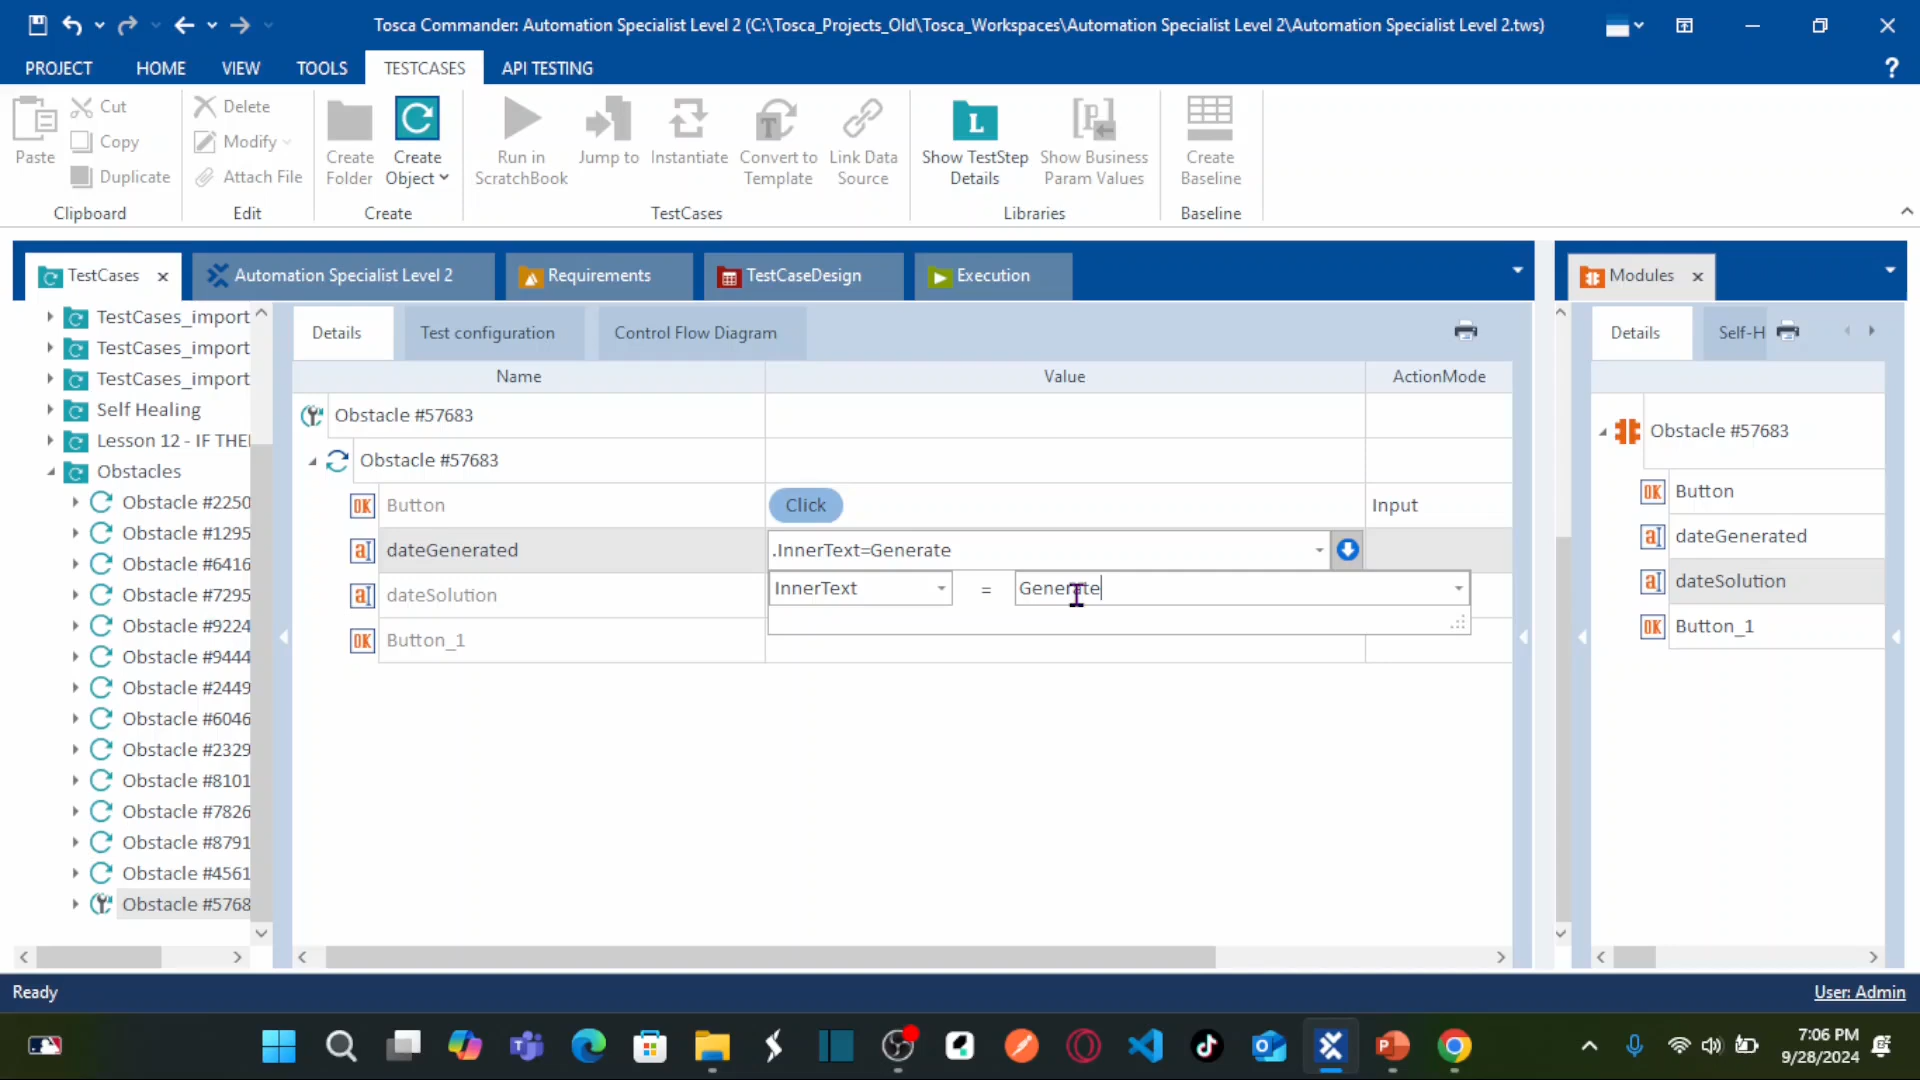 Tosca Commander: Automation Specialist Level 2 (C:\Tosca_Projects_Old\Tosca_Workspaces\Automation Specialist Level 2\Automation Specialist Level 2.tws)
PROJECT HOME VIEW TOOLS TESTCASES API TESTING ?
Paste Cut Copy Duplicate
Clipboard
Delete Modify Attach File
Edit
Create Folder Create Object
Create
Run in ScratchBook Jump to Instantiate Convert to Template Link Data Source
TestCases
Show TestStep Details Show Business Param Values
Libraries
Create Baseline
Baseline
TestCases Automation Specialist Level 2 Requirements TestCaseDesign Execution Modules
TestCases_import
TestCases_import
TestCases_import
Self Healing
Lesson 12 - IF THE
Obstacles
Obstacle #2250
Obstacle #1295
Obstacle #6416
Obstacle #7295
Obstacle #9224
Obstacle #9444
Obstacle #2449
Obstacle #6046
Obstacle #2329
Obstacle #8101
Obstacle #7826
Obstacle #8791
Obstacle #4561
Obstacle #5768
Details Test configuration Control Flow Diagram
Name Value ActionMode
Obstacle #57683
Obstacle #57683
Button Click Input
dateGenerated .InnerText=Generate
InnerText = Generate
dateSolution
Button_1
Details Self-H
Obstacle #57683
Button
dateGenerated
dateSolution
Button_1
Ready User: Admin
7:06 PM
9/28/2024